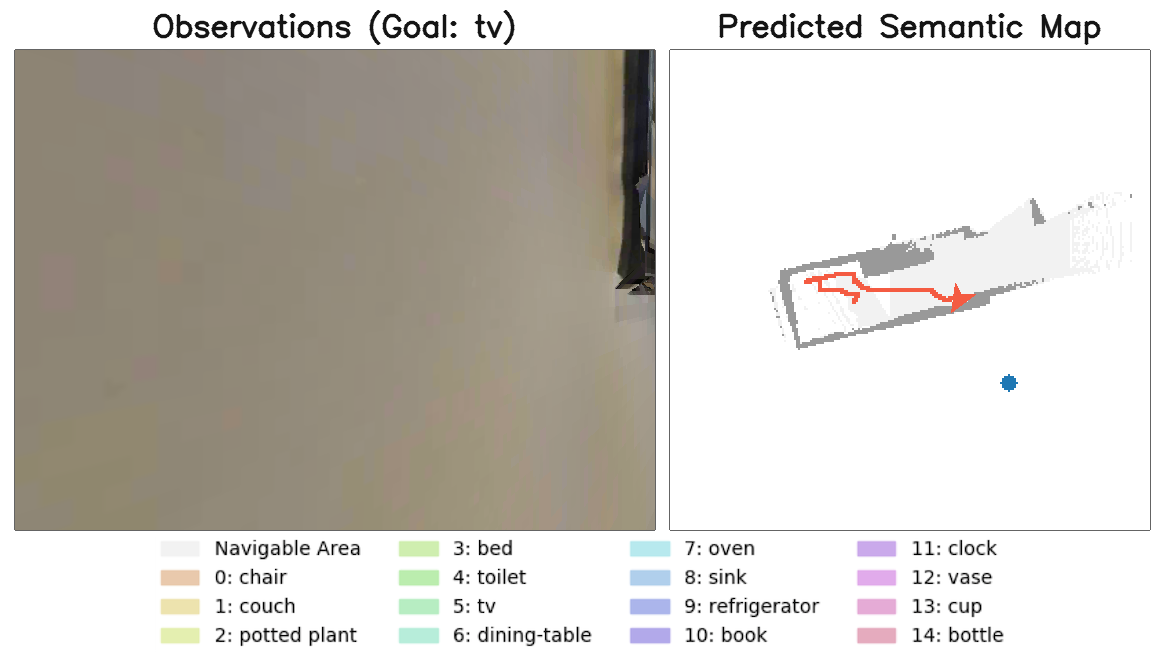 Observations (Goal: tv)
Predicted Semantic Map
Navigable Area
0: chair
1: couch
2: potted plant
3: bed
4: toilet
5: tv
6: dining-table
7: oven
8: sink
9: refrigerator
10: book
11: clock
12: vase
13: cup
14: bottle